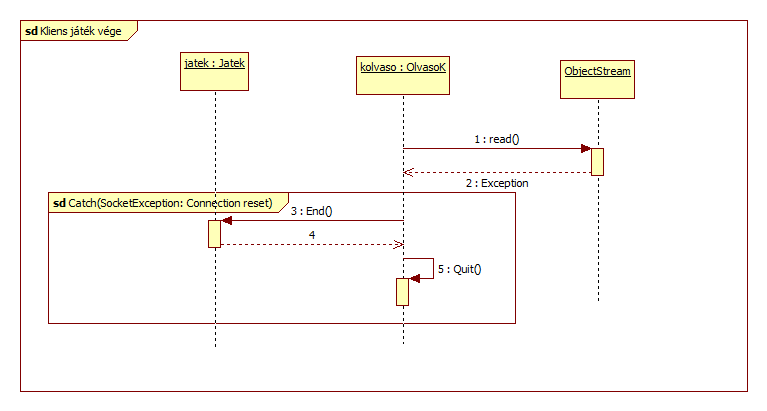 sd Kliens játék vége
jatek : Jatek
kolvaso : OlvasoK
ObjectStream
1 : read()
2 : Exception
sd Catch(SocketException: Connection reset)
3 : End()
4
5 : Quit()